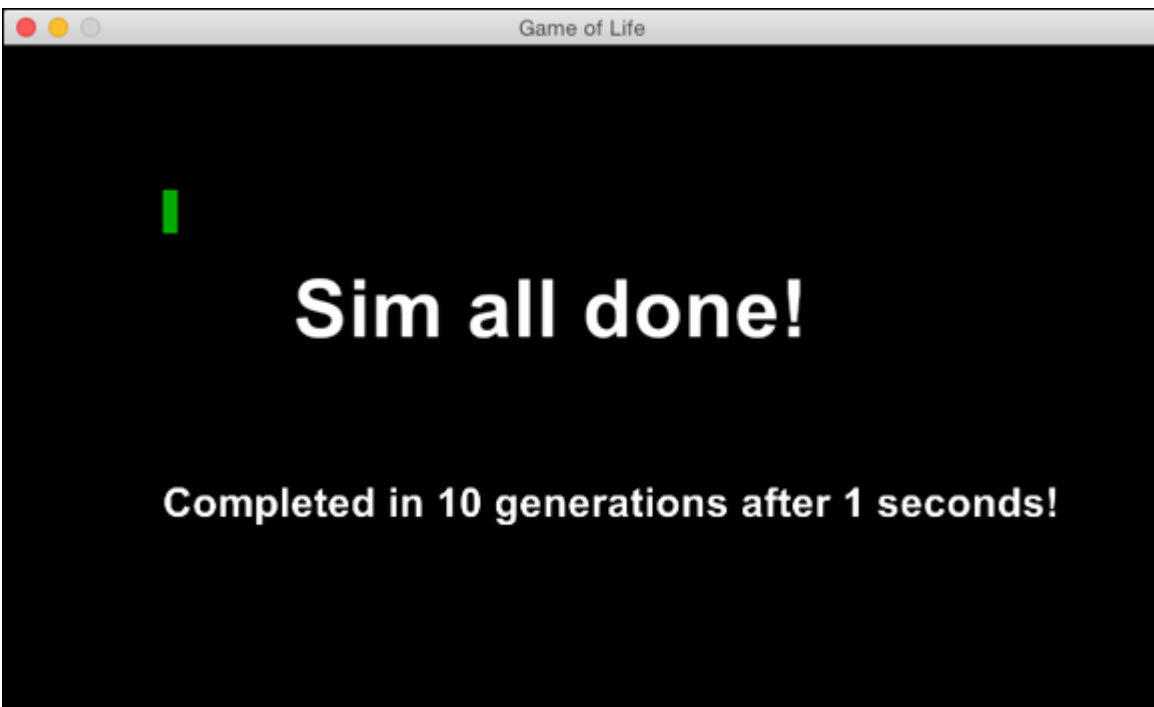 Game of Life
Sim all done!
Completed in 10 generations after 1 seconds!